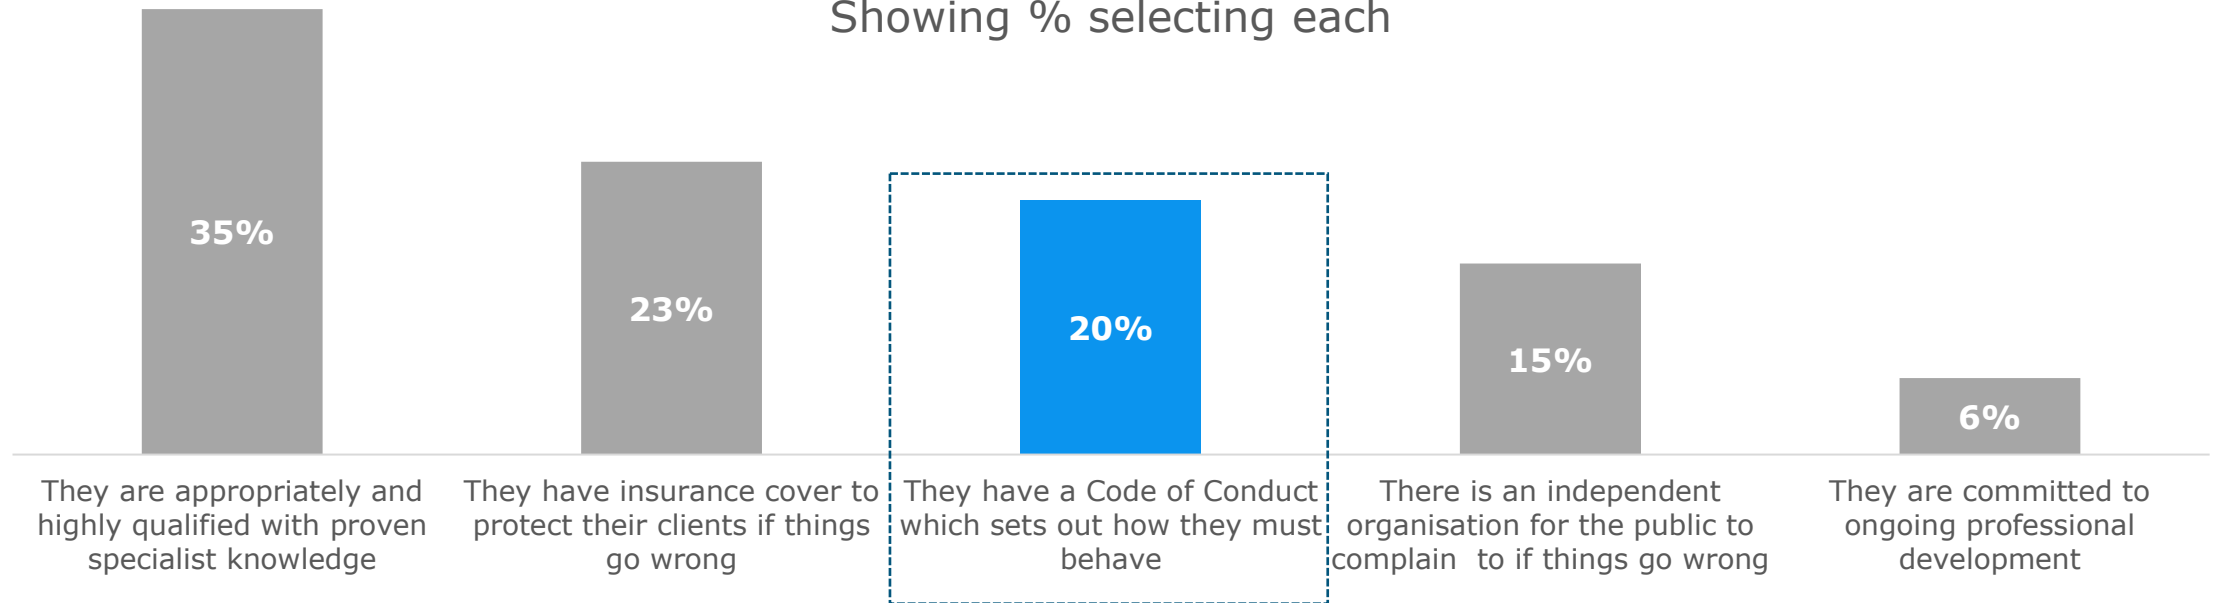 Showing % selecting each
35%
23%
20%
15%
6%
They are appropriately and
highly qualified with proven
specialist knowledge
They have insurance cover to
protect their clients if things
go wrong
They have a Code of Conduct
which sets out how they must
behave
There is an independent
organisation for the public to
complain  to if things go wrong
They are committed to
ongoing professional
development